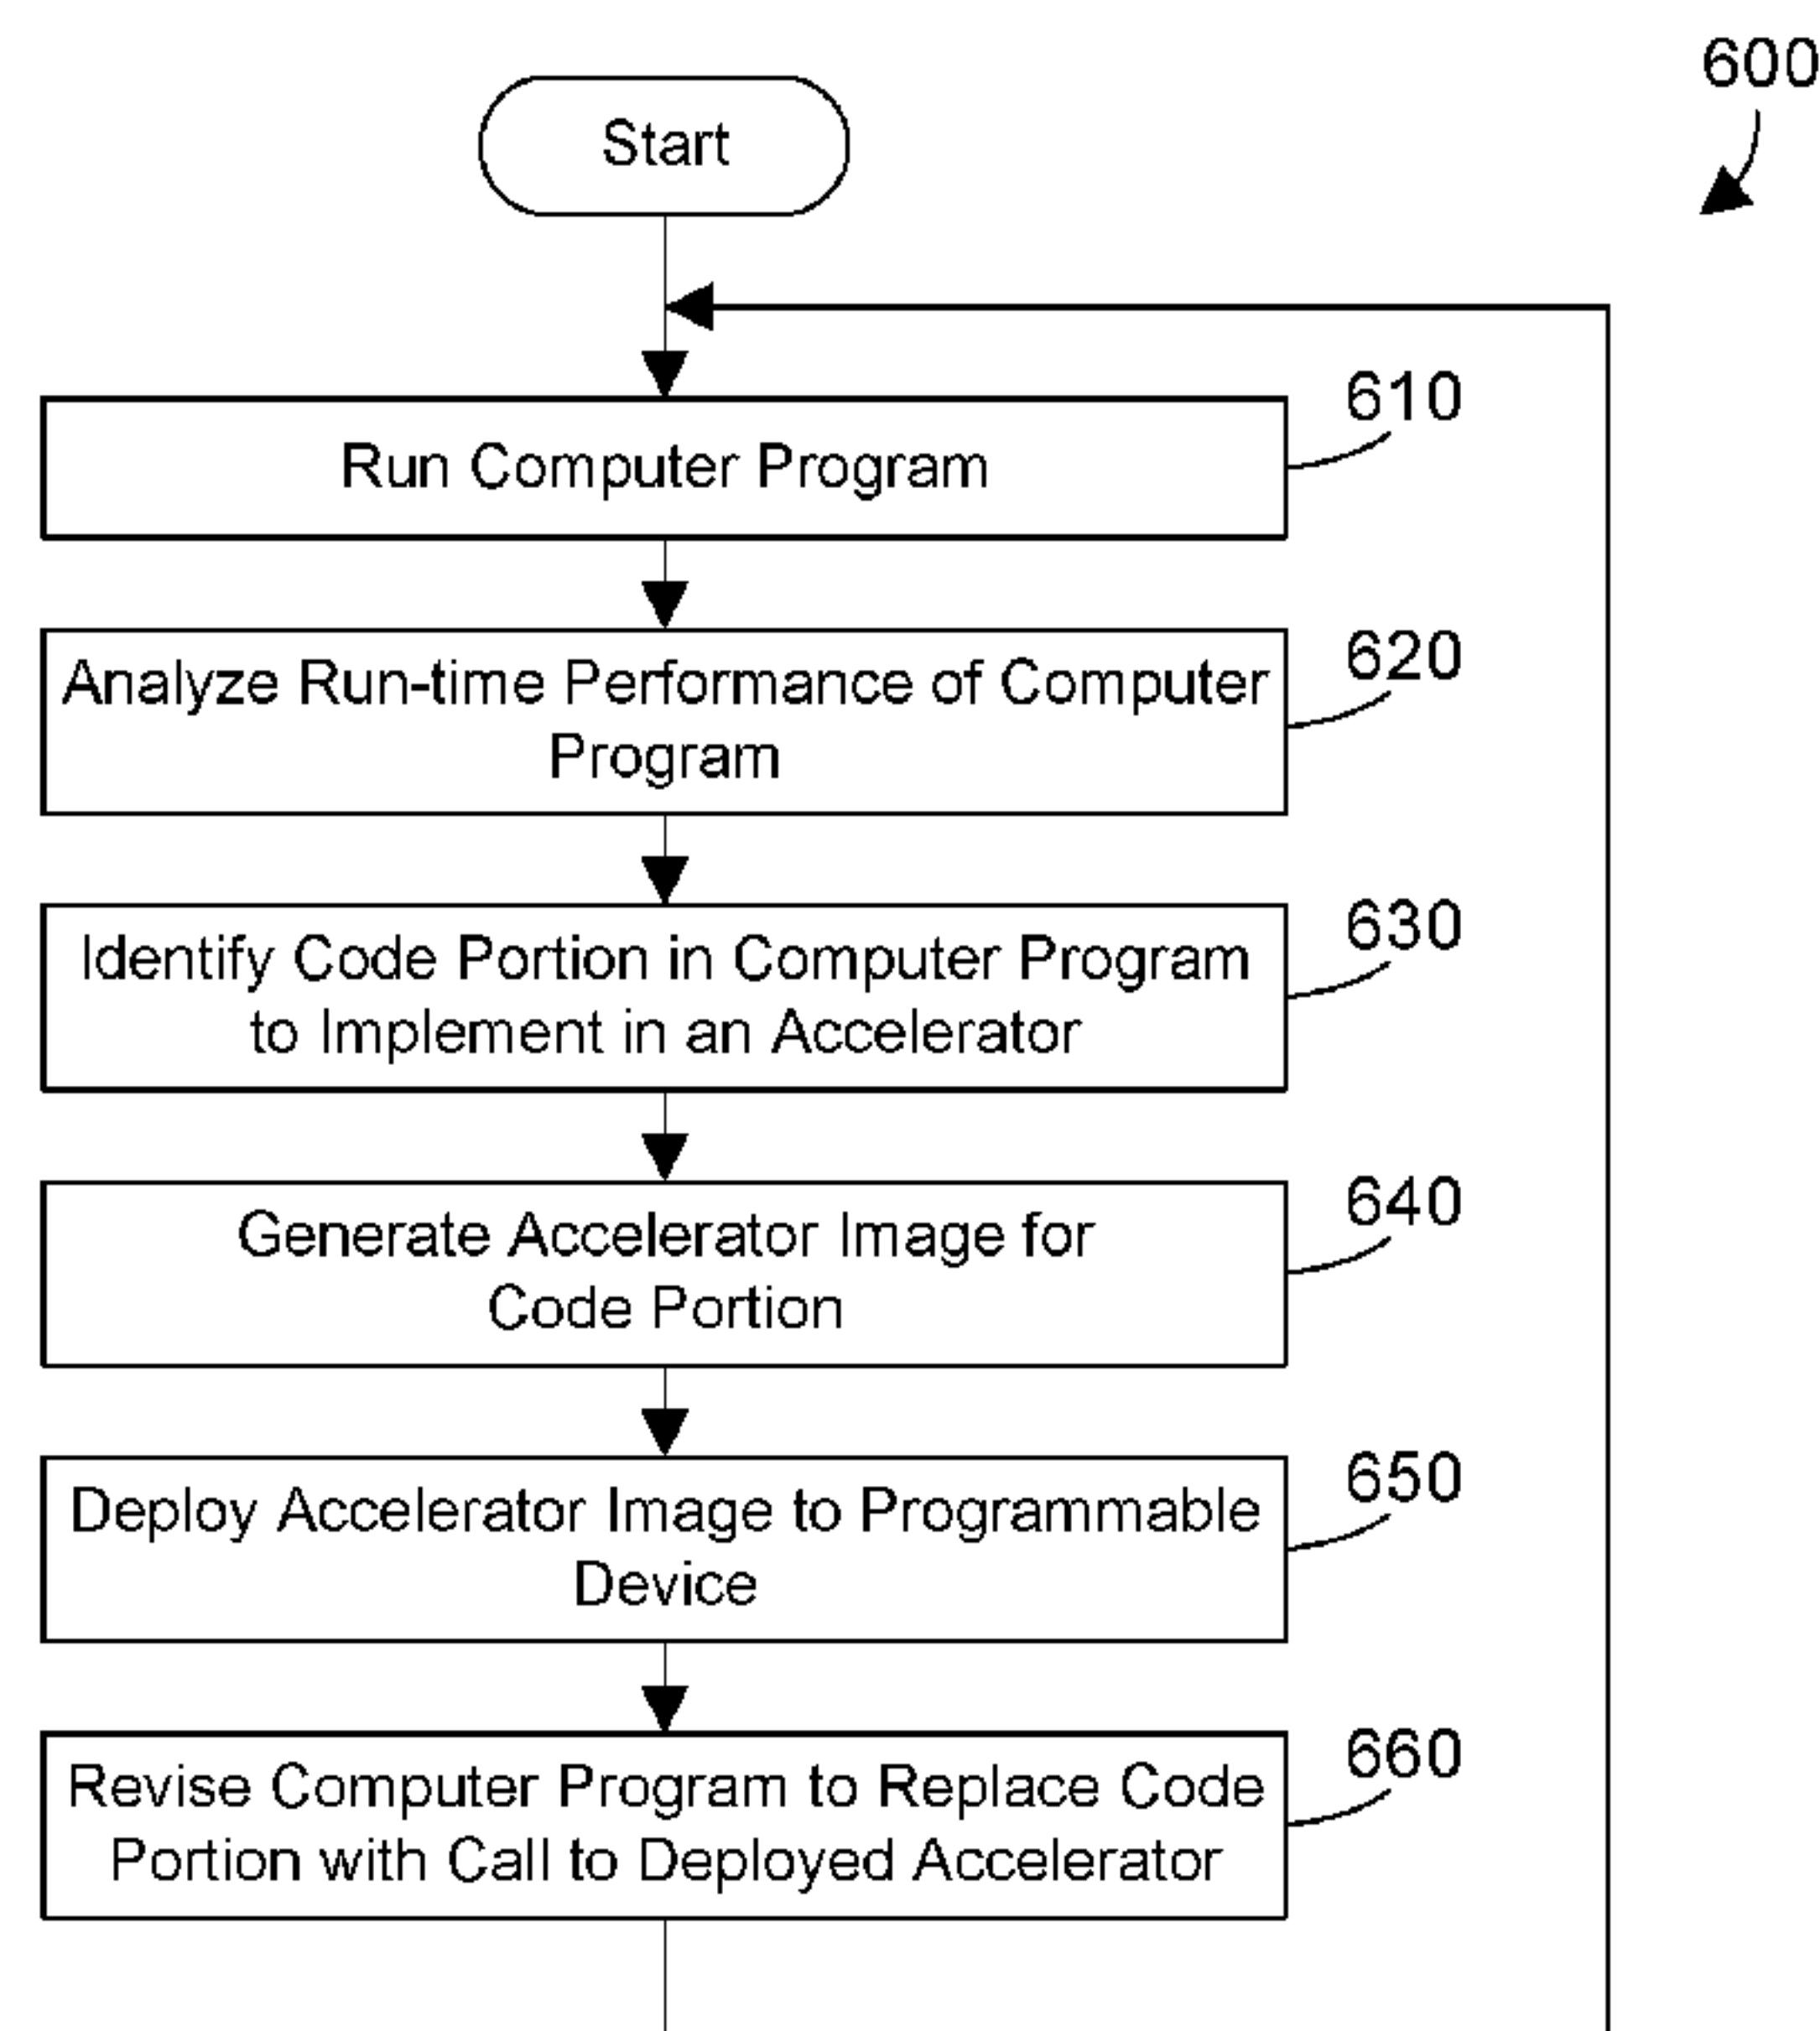 600
Start
610
Run Computer Program
620
Analyze Run-time Performance of Computer
Program
630
Identify Code Portion in Computer Program
to Implement in an Accelerator
640
Generate Accelerator Image for
Code Portion
650
Deploy Accelerator Image to Programmable
Device
660
Revise Computer Program to Replace Code
Portion with Call to Deployed Accelerator